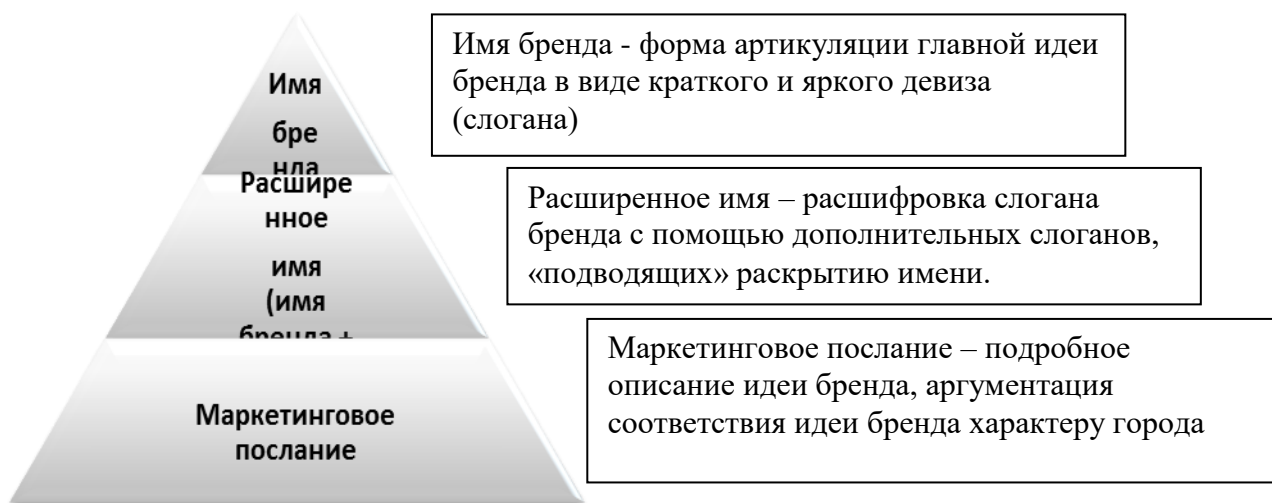 Имя
бре
нда
Расшире
нное
имя
(имя
бренда +
Маркетинговое
послание
Имя бренда - форма артикуляции главной идеи
бренда в виде краткого и яркого девиза
(слогана)
Расширенное имя – расшифровка слогана
бренда с помощью дополнительных слоганов,
«подводящих» раскрытию имени.
Маркетинговое послание – подробное
описание идеи бренда, аргументация
соответствия идеи бренда характеру города